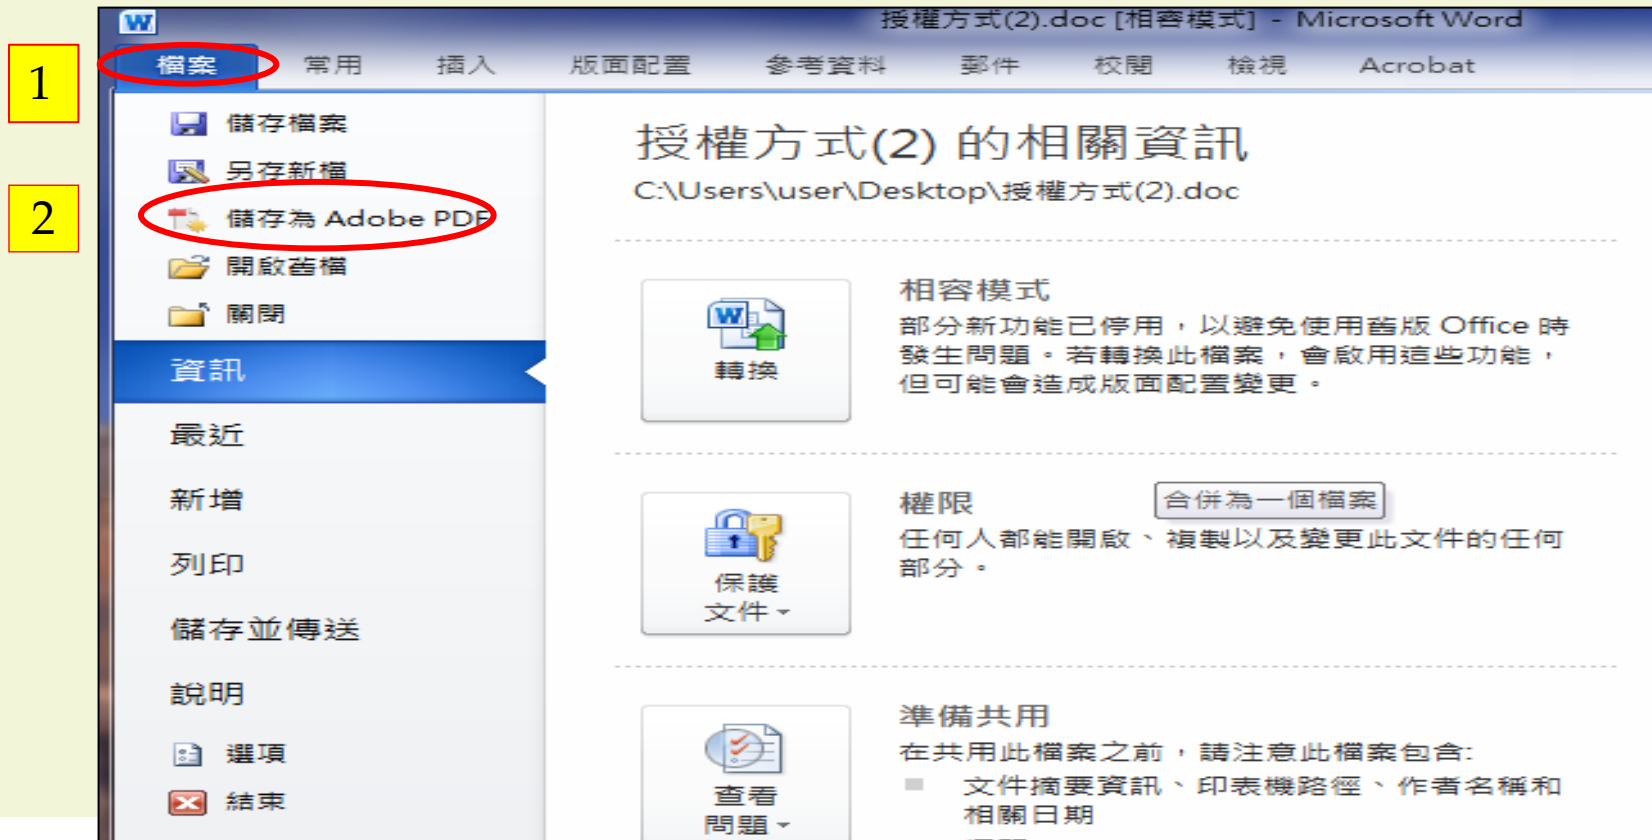 授權方式(2).doc [相容模式] - Microsoft Word
1
檔案 常用 插入 版面配置 參考資料 郵件 校閱 檢視 Acrobat
儲存檔案
另存新檔
2
儲存為 Adobe PDF
開啟舊檔
關閉
資訊
最近
新增
列印
儲存並傳送
說明
選項
結束
授權方式(2) 的相關資訊
C:\Users\user\Desktop\授權方式(2).doc
轉換
相容模式
部分新功能已停用，以避免使用舊版 Office 時
發生問題。若轉換此檔案，會啟用這些功能，
但可能會造成版面配置變更。
保護
文件
權限
合併為一個檔案
任何人都能開啟、複製以及變更此文件的任何
部分。
查看
問題
準備共用
在共用此檔案之前，請注意此檔案包含:
文件摘要資訊、印表機路徑、作者名稱和
相關日期